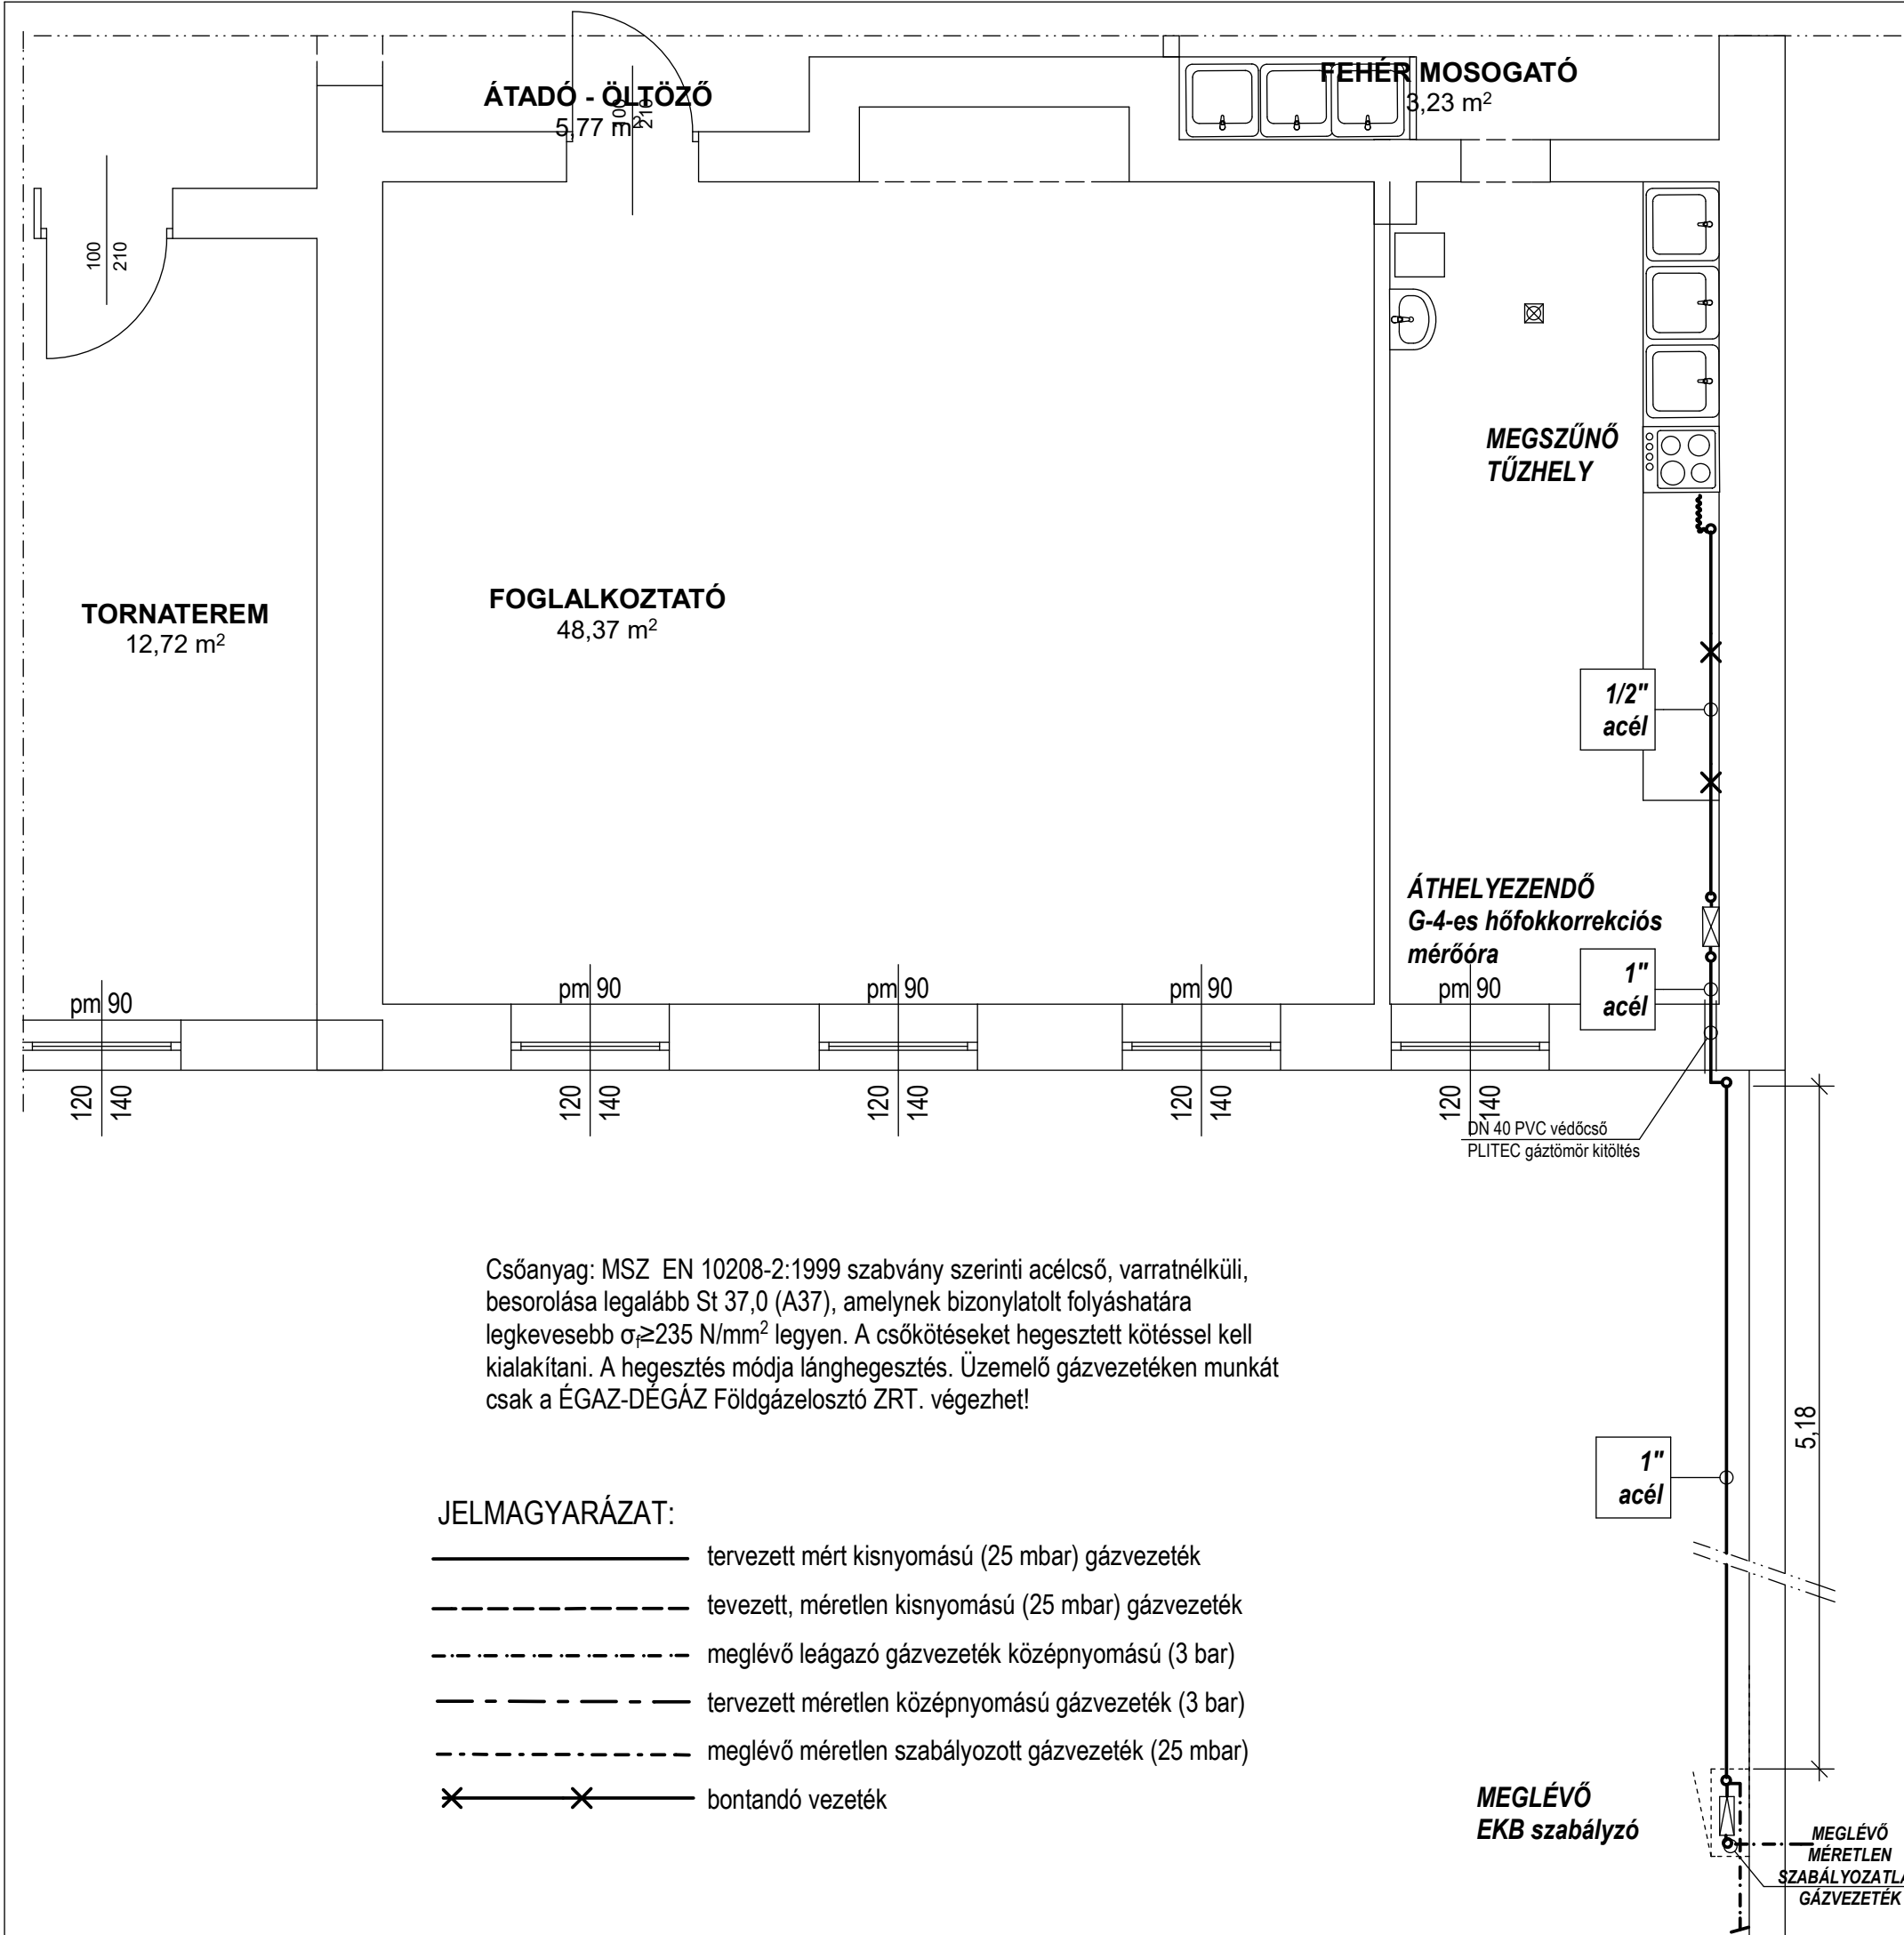 ÁTADÓ - ÖLTÖZŐ
5,77 m²
100
210
FEHÉR MOSOGATÓ
3,23 m²
100
210
MEGSZŰNŐ
TŰZHELY
TORNATEREM
12,72 m²
FOGLALKOZTATÓ
48,37 m²
1/2"
acél
ÁTHELYEZENDŐ
G-4-es hőfokkorrekciós
mérőóra
1"
acél
pm 90
pm 90
pm 90
pm 90
pm 90
120
140
120
140
120
140
120
140
120
140
DN 40 PVC védőcső
PLITEC gáztömör kitöltés
Csőanyag: MSZ EN 10208-2:1999 szabvány szerinti acélcső, varratnélküli,
besorolása legalább St 37,0 (A37), amelynek bizonylatolt folyáshatára
legkevesebb σf≥235 N/mm² legyen. A csőkötéseket hegesztett kötéssel kell
kialakítani. A hegesztés módja lánghegesztés. Üzemelő gázvezetéken munkát
csak a ÉGAZ-DÉGÁZ Földgázelosztó ZRT. végezhet!
5,18
1"
acél
JELMAGYARÁZAT:
tervezett mért kisnyomású (25 mbar) gázvezeték
tevezett, méretlen kisnyomású (25 mbar) gázvezeték
meglévő leágazó gázvezeték középnyomású (3 bar)
tervezett méretlen középnyomású gázvezeték (3 bar)
meglévő méretlen szabályozott gázvezeték (25 mbar)
bontandó vezeték
MEGLÉVŐ
EKB szabályzó
MEGLÉVŐ
MÉRETLEN
SZABÁLYOZATLA
GÁZVEZETÉK